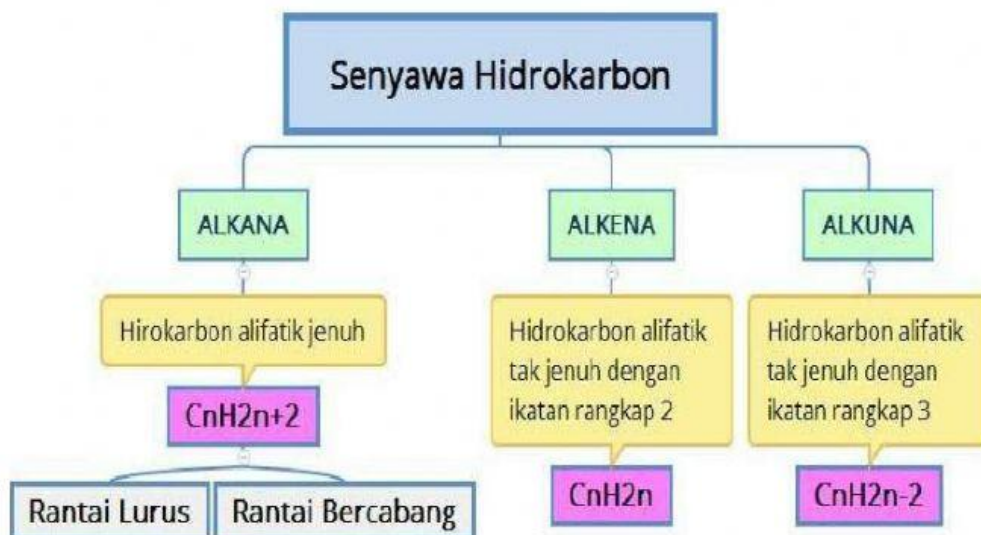 Senyawa Hidrokarbon
ALKANA
ALKENA
ALKUNA
Hirokarbon alifatik jenuh
Hidrokarbon alifatik
tak jenuh dengan
ikatan rangkap 2
Hidrokarbon alifatik
tak jenuh dengan
ikatan rangkap 3
CnH2n+2
CnH2n
CnH2n-2
Rantai Lurus
Rantai Bercabang